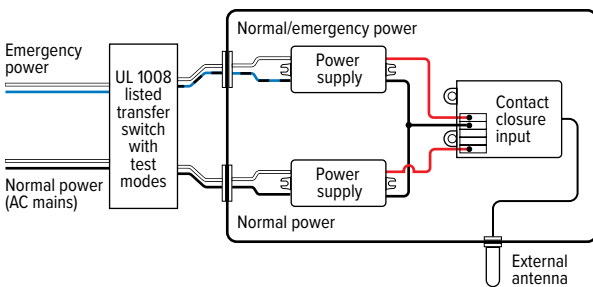 Normal/emergency power
Emergency
power
UL 1008
listed
transfer
switch
with
test
modes
Power
supply
Contact
closure
input
Normal power
(AC mains)
Power
supply
Normal power
External
antenna